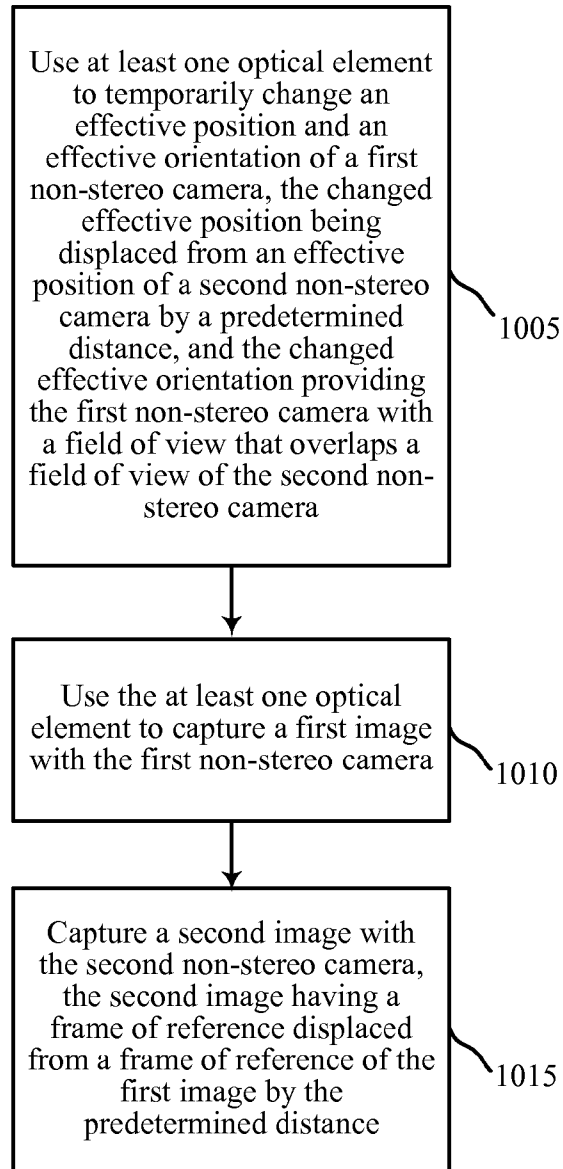 Use at least one optical element
to temporarily change an
effective position and an
effective orientation of a first
non-stereo camera, the changed
effective position being
displaced from an effective
position of a second non-stereo
camera by a predetermined
distance, and the changed
effective orientation providing
the first non-stereo camera with
a field of view that overlaps a
field of view of the second non-
stereo camera
1005
Use the at least one optical
element to capture a first image
with the first non-stereo camera
1010
Capture a second image with
the second non-stereo camera,
the second image having a
frame of reference displaced
from a frame of reference of the
first image by the
predetermined distance
1015